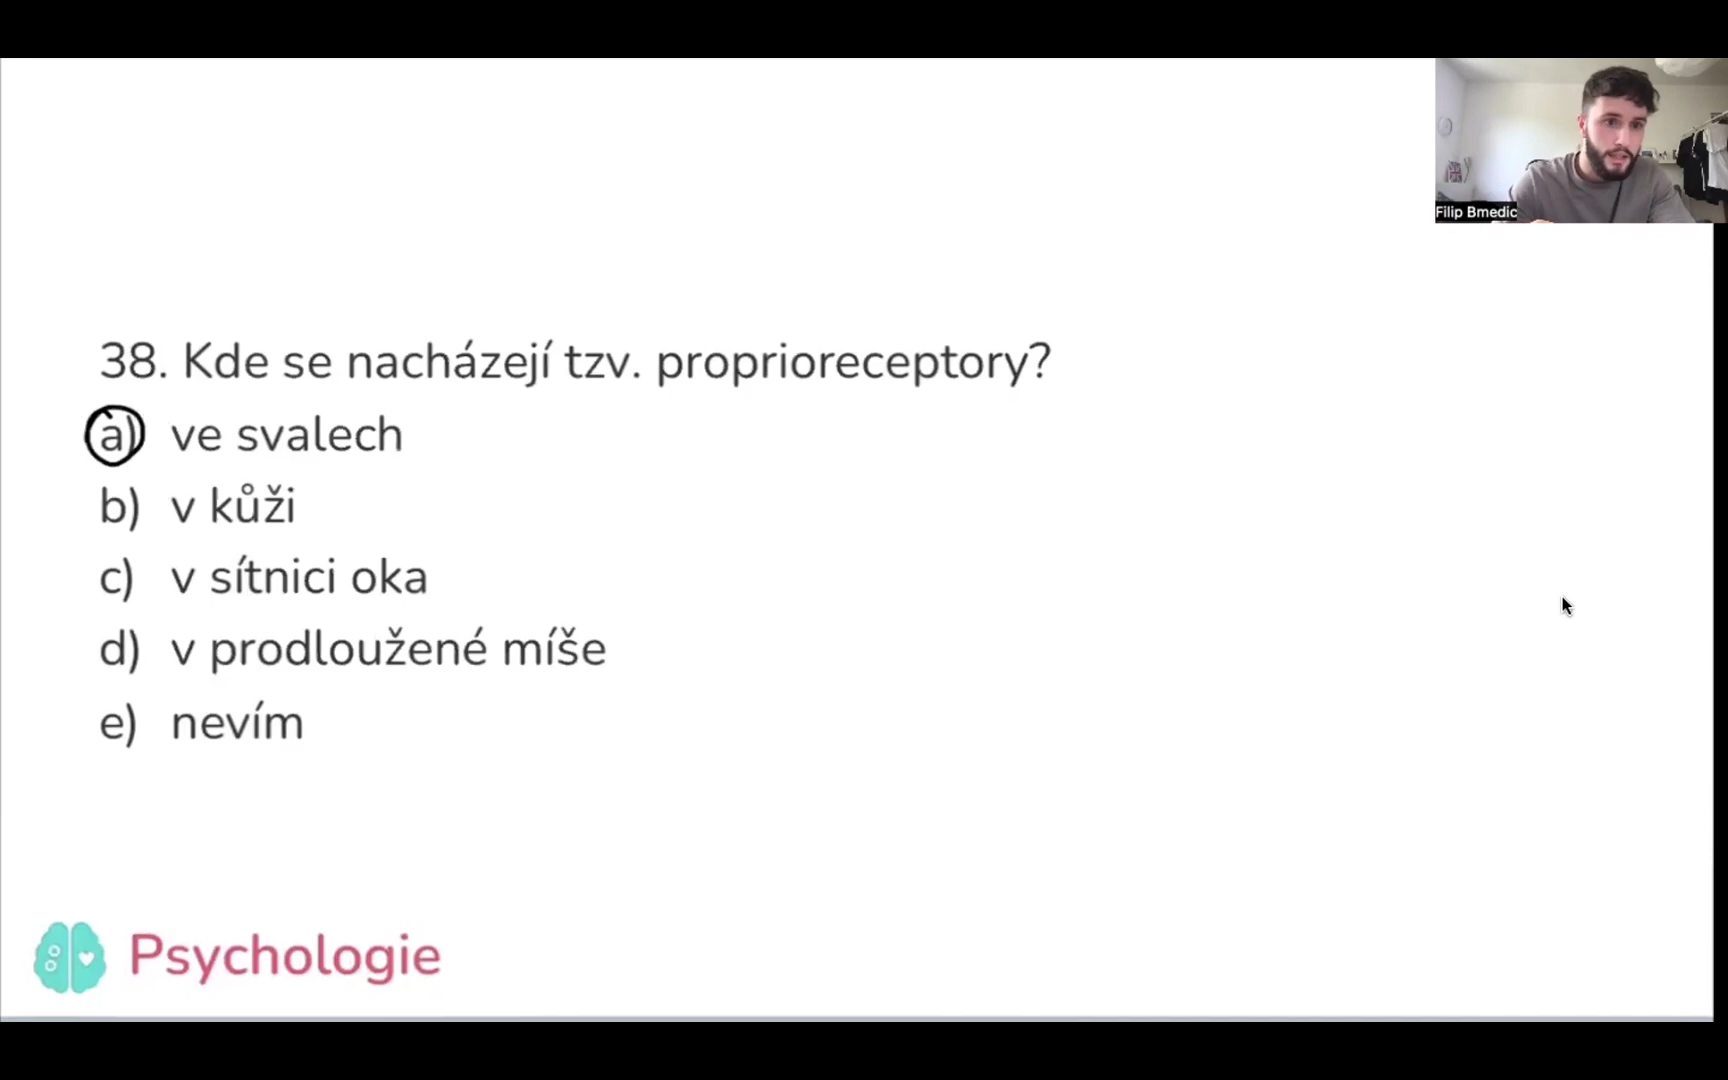 Filip Bmedic
38. Kde se nacházejí tzv. proprioreceptory?
a) ve svalech
b) v kůži
c) v sítnici oka
d) v prodloužené míše
e) nevím
Psychologie